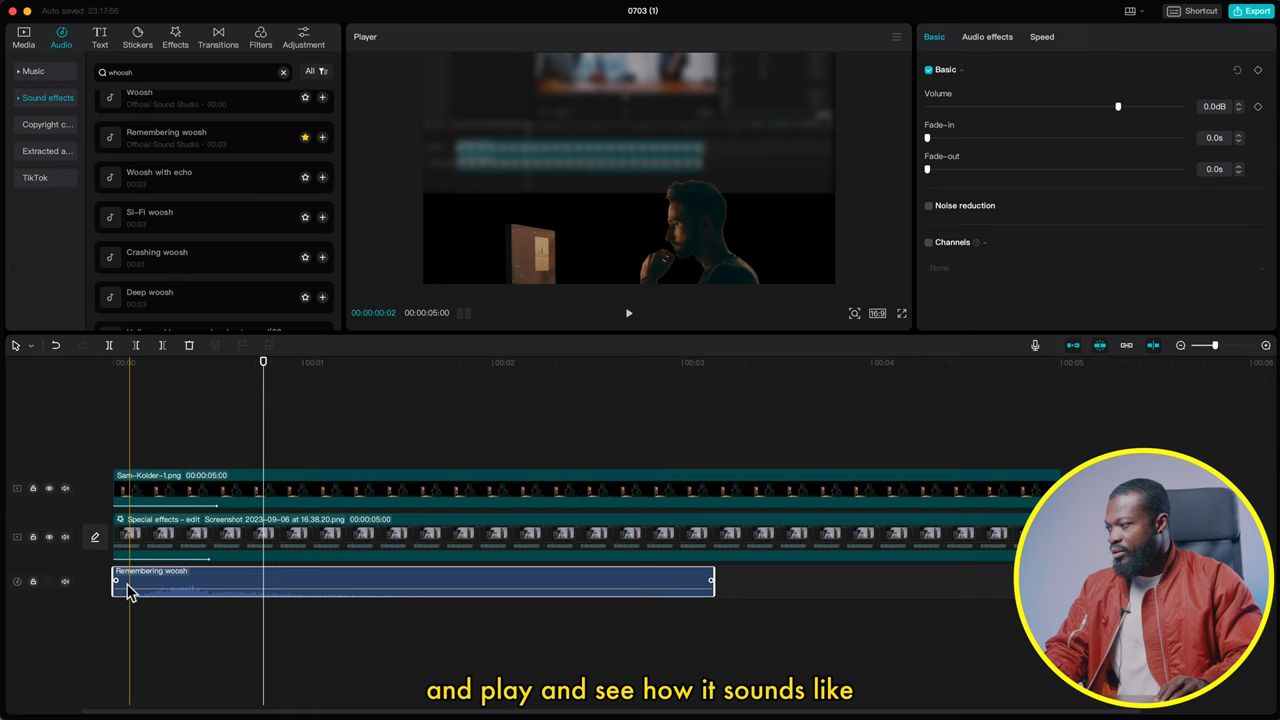 Auto saved: 23:17:56
0703 (1)
Shortcut
Export
Media
Audio
Text
Stickers
Effects
Transitions
Filters
Adjustment
Music
Sound effects
Copyright c...
Extracted a...
TikTok
whoosh
All
Woosh
Official Sound Studio · 00:00
Remembering woosh
Official Sound Studio · 00:03
Woosh with echo
00:03
Si-Fi woosh
00:03
Crashing woosh
00:01
Deep woosh
00:03
Player
00:00:00:02
00:00:05:00
16:9
Basic
Audio effects
Speed
Basic
Volume
0.0dB
Fade-in
0.0s
Fade-out
0.0s
Noise reduction
Channels
None
00:00
00:01
00:02
00:03
00:04
00:05
00:06
Sam-Kolder-1.png 00:00:05:00
Special effects – edit Screenshot 2023-09-06 at 16.38.20.png 00:00:05:00
Remembering woosh
and play and see how it sounds like